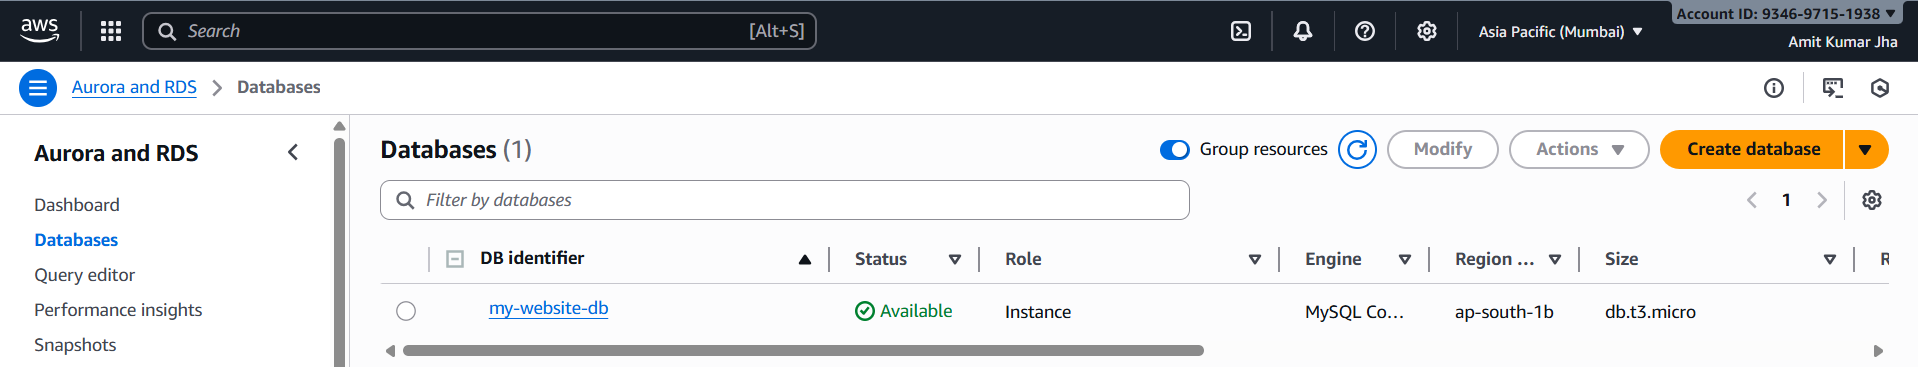 aws
Search [Alt+S]
Asia Pacific (Mumbai)
Account ID: 9346-9715-1938
Amit Kumar Jha
Aurora and RDS > Databases
Aurora and RDS
Dashboard
Databases
Query editor
Performance insights
Snapshots
Databases (1)
Group resources
Modify
Actions
Create database
Filter by databases
1
DB identifier Status Role Engine Region ... Size R
my-website-db Available Instance MySQL Co... ap-south-1b db.t3.micro